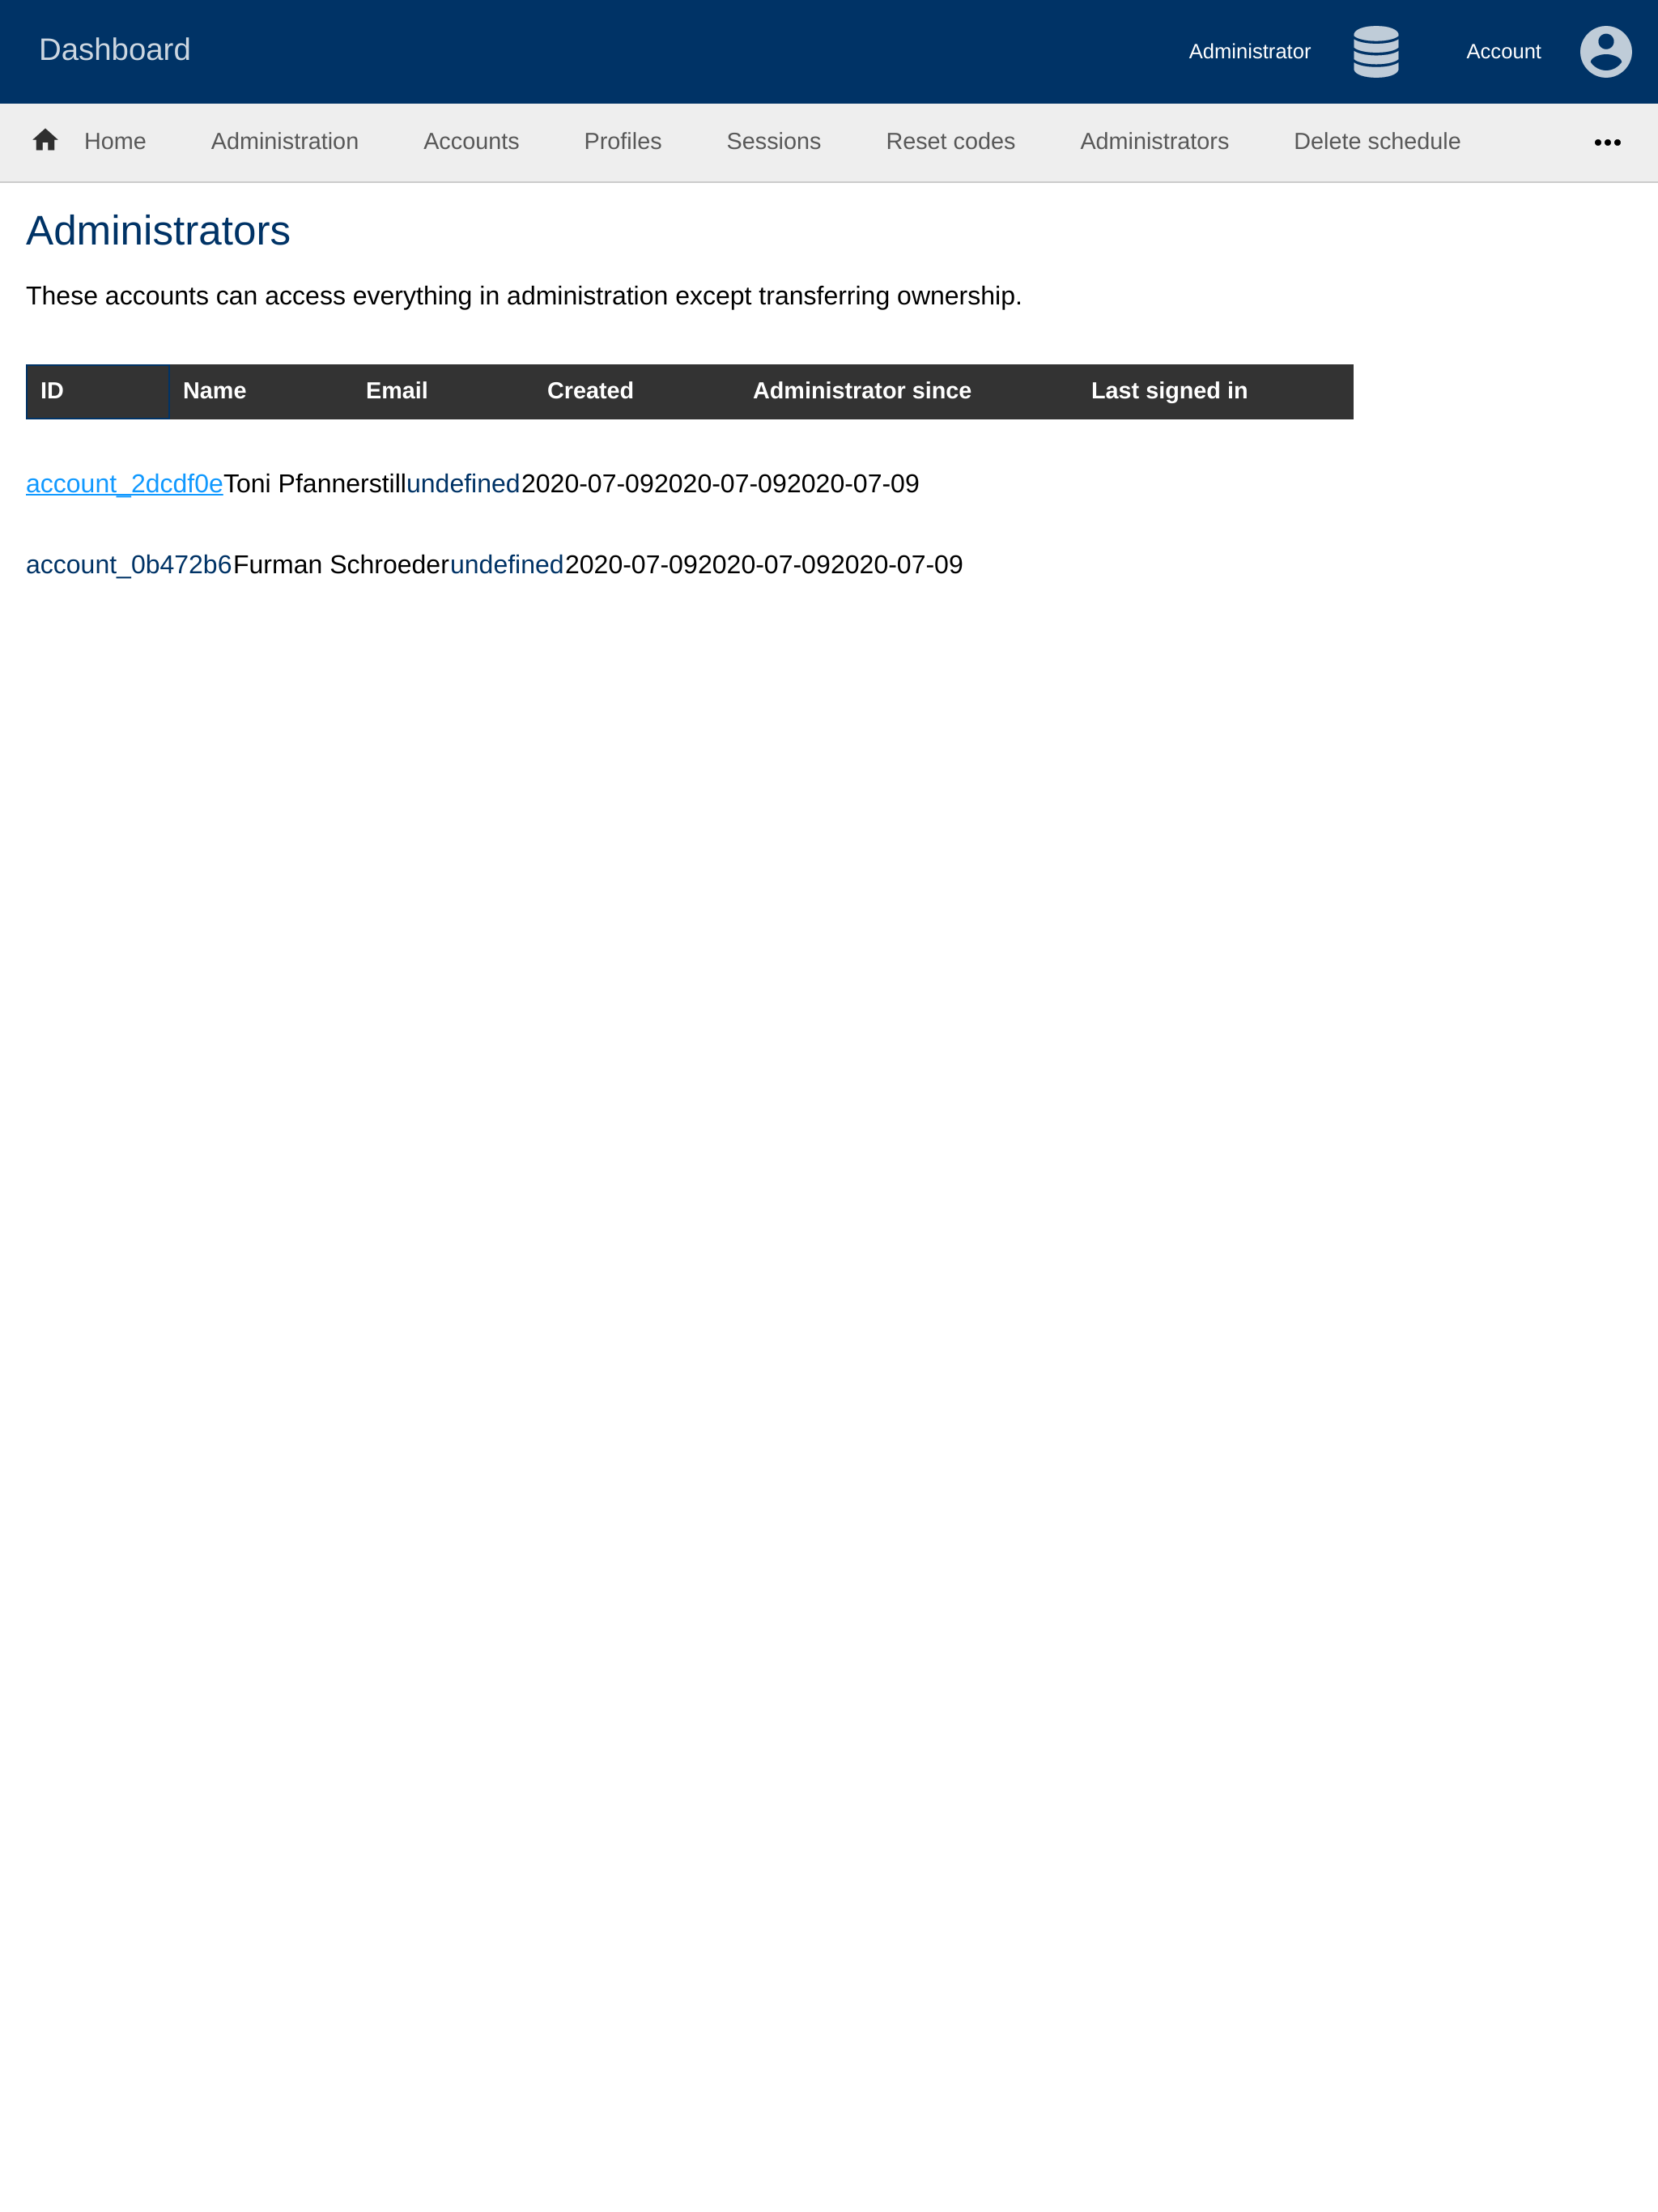 Dashboard Administrator Account
Home Administration Accounts Profiles Sessions Reset codes Administrators Delete schedule
Administrators
These accounts can access everything in administration except transferring ownership.
ID Name Email Created Administrator since Last signed in
account_2dcdf0eToni Pfannerstillundefined2020-07-092020-07-092020-07-09
account_0b472b6Furman Schroederundefined2020-07-092020-07-092020-07-09